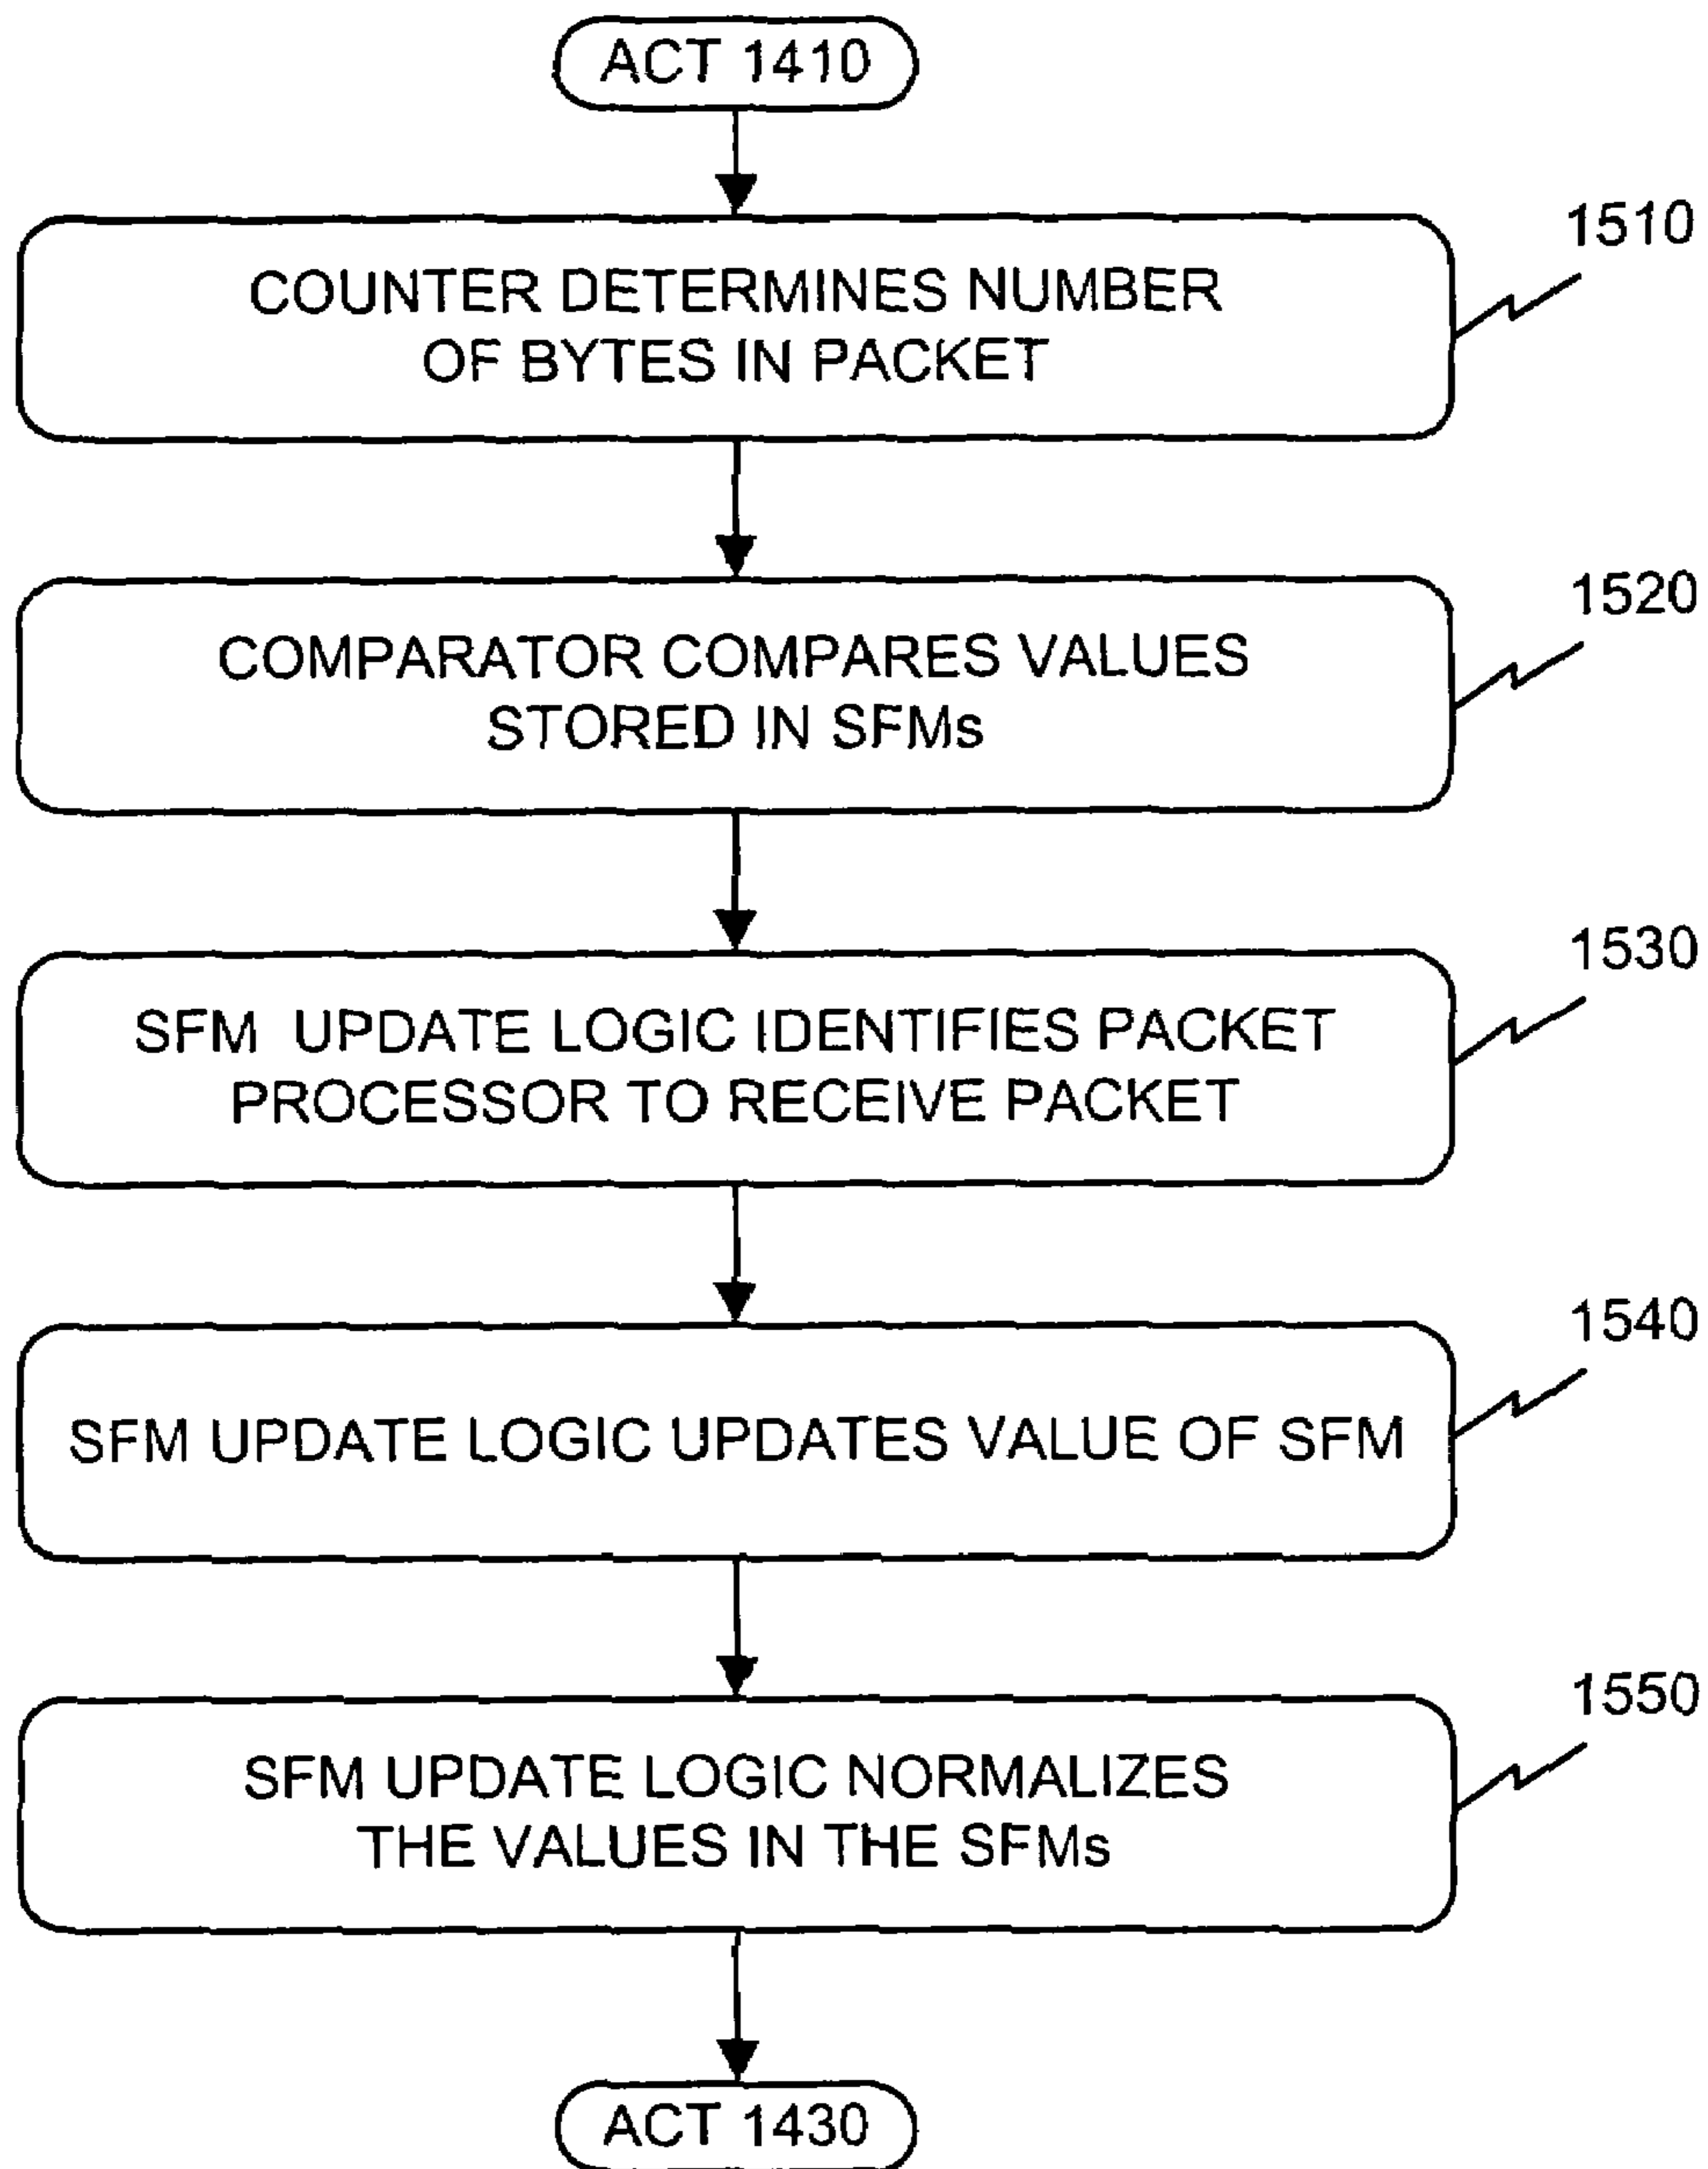 ACT 1410
1510
COUNTER DETERMINES NUMBER
OF BYTES IN PACKET
1520
COMPARATOR COMPARES VALUES
STORED IN SFMs
1530
SFM UPDATE LOGIC IDENTIFIES PACKET
PROCESSOR TO RECEIVE PACKET
1540
SFM UPDATE LOGIC UPDATES VALUE OF SFM
1550
SFM UPDATE LOGIC NORMALIZES
THE VALUES IN THE SFMs
ACT 1430